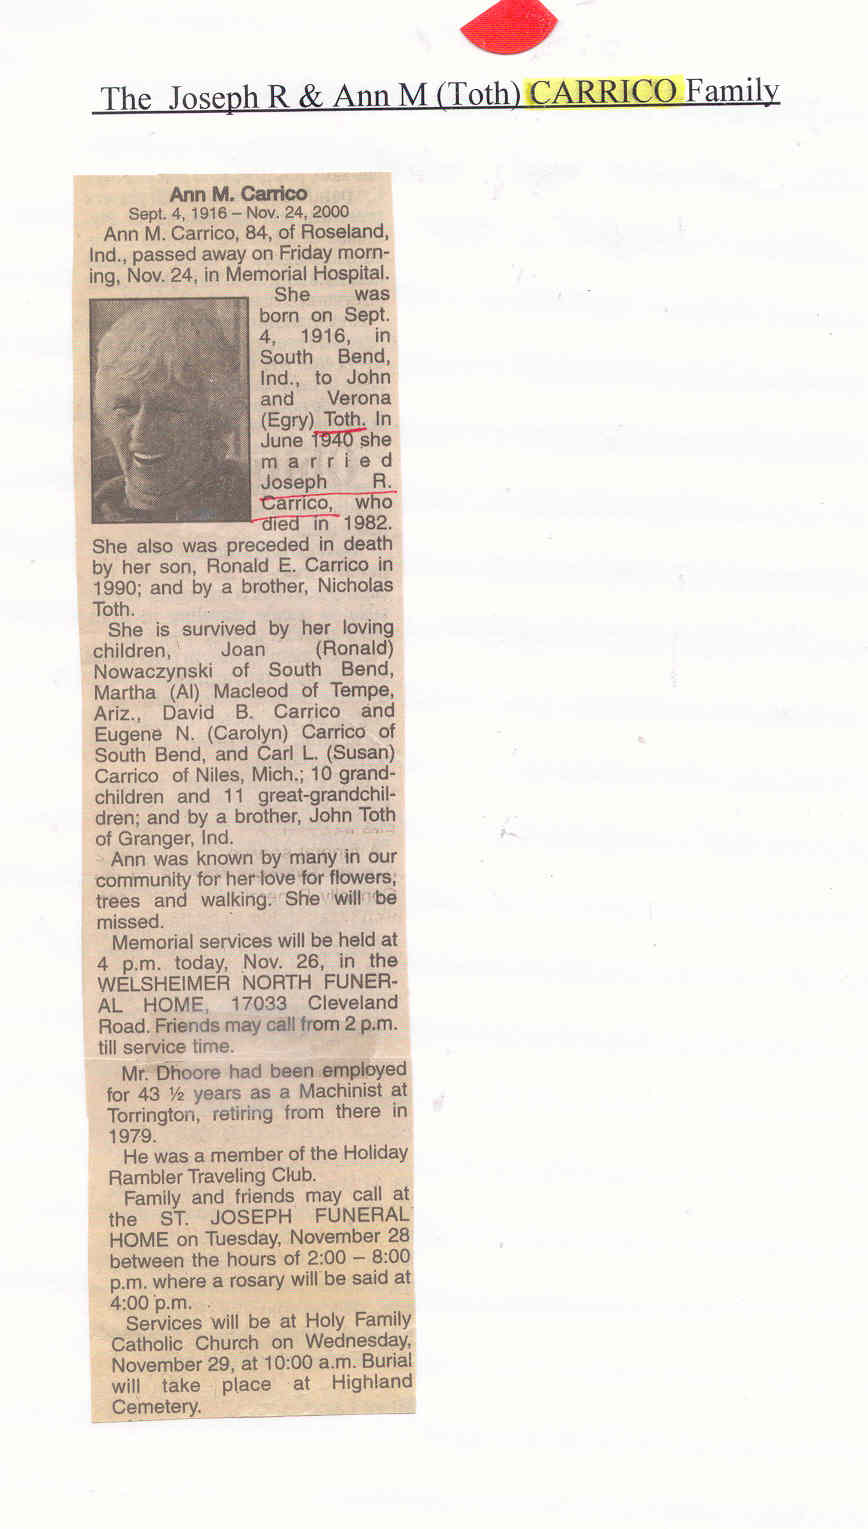 The Joseph R & Ann M (Toth) CARRICO Family
Ann M. Carrico
Sept. 4, 1916 – Nov. 24, 2000
Ann M. Carrico, 84, of Roseland,
Ind., passed away on Friday morn-
ing, Nov. 24, in Memorial Hospital.
She was
born on Sept.
4, 1916, in
South Bend,
Ind., to John
and Verona
(Egry) Toth. In
June 1940 she
married
Joseph R.
Carrico, who
died in 1982.
She also was preceded in death
by her son, Ronald E. Carrico in
1990; and by a brother, Nicholas
Toth.
She is survived by her loving
children, Joan (Ronald)
Nowaczynski of South Bend,
Martha (Al) Macleod of Tempe,
Ariz., David B. Carrico and
Eugene N. (Carolyn) Carrico of
South Bend, and Carl L. (Susan)
Carrico of Niles, Mich.; 10 grand-
children and 11 great-grandchil-
dren; and by a brother, John Toth
of Granger, Ind.
Ann was known by many in our
community for her love for flowers,
trees and walking. She will be
missed.
Memorial services will be held at
4 p.m. today, Nov. 26, in the
WELSHEIMER NORTH FUNER-
AL HOME, 17033 Cleveland
Road. Friends may call from 2 p.m.
till service time.
Mr. Dhoore had been employed
for 43 ½ years as a Machinist at
Torrington, retiring from there in
1979.
He was a member of the Holiday
Rambler Traveling Club.
Family and friends may call at
the ST. JOSEPH FUNERAL
HOME on Tuesday, November 28
between the hours of 2:00 – 8:00
p.m. where a rosary will be said at
4:00 p.m.
Services will be at Holy Family
Catholic Church on Wednesday,
November 29, at 10:00 a.m. Burial
will take place at Highland
Cemetery.